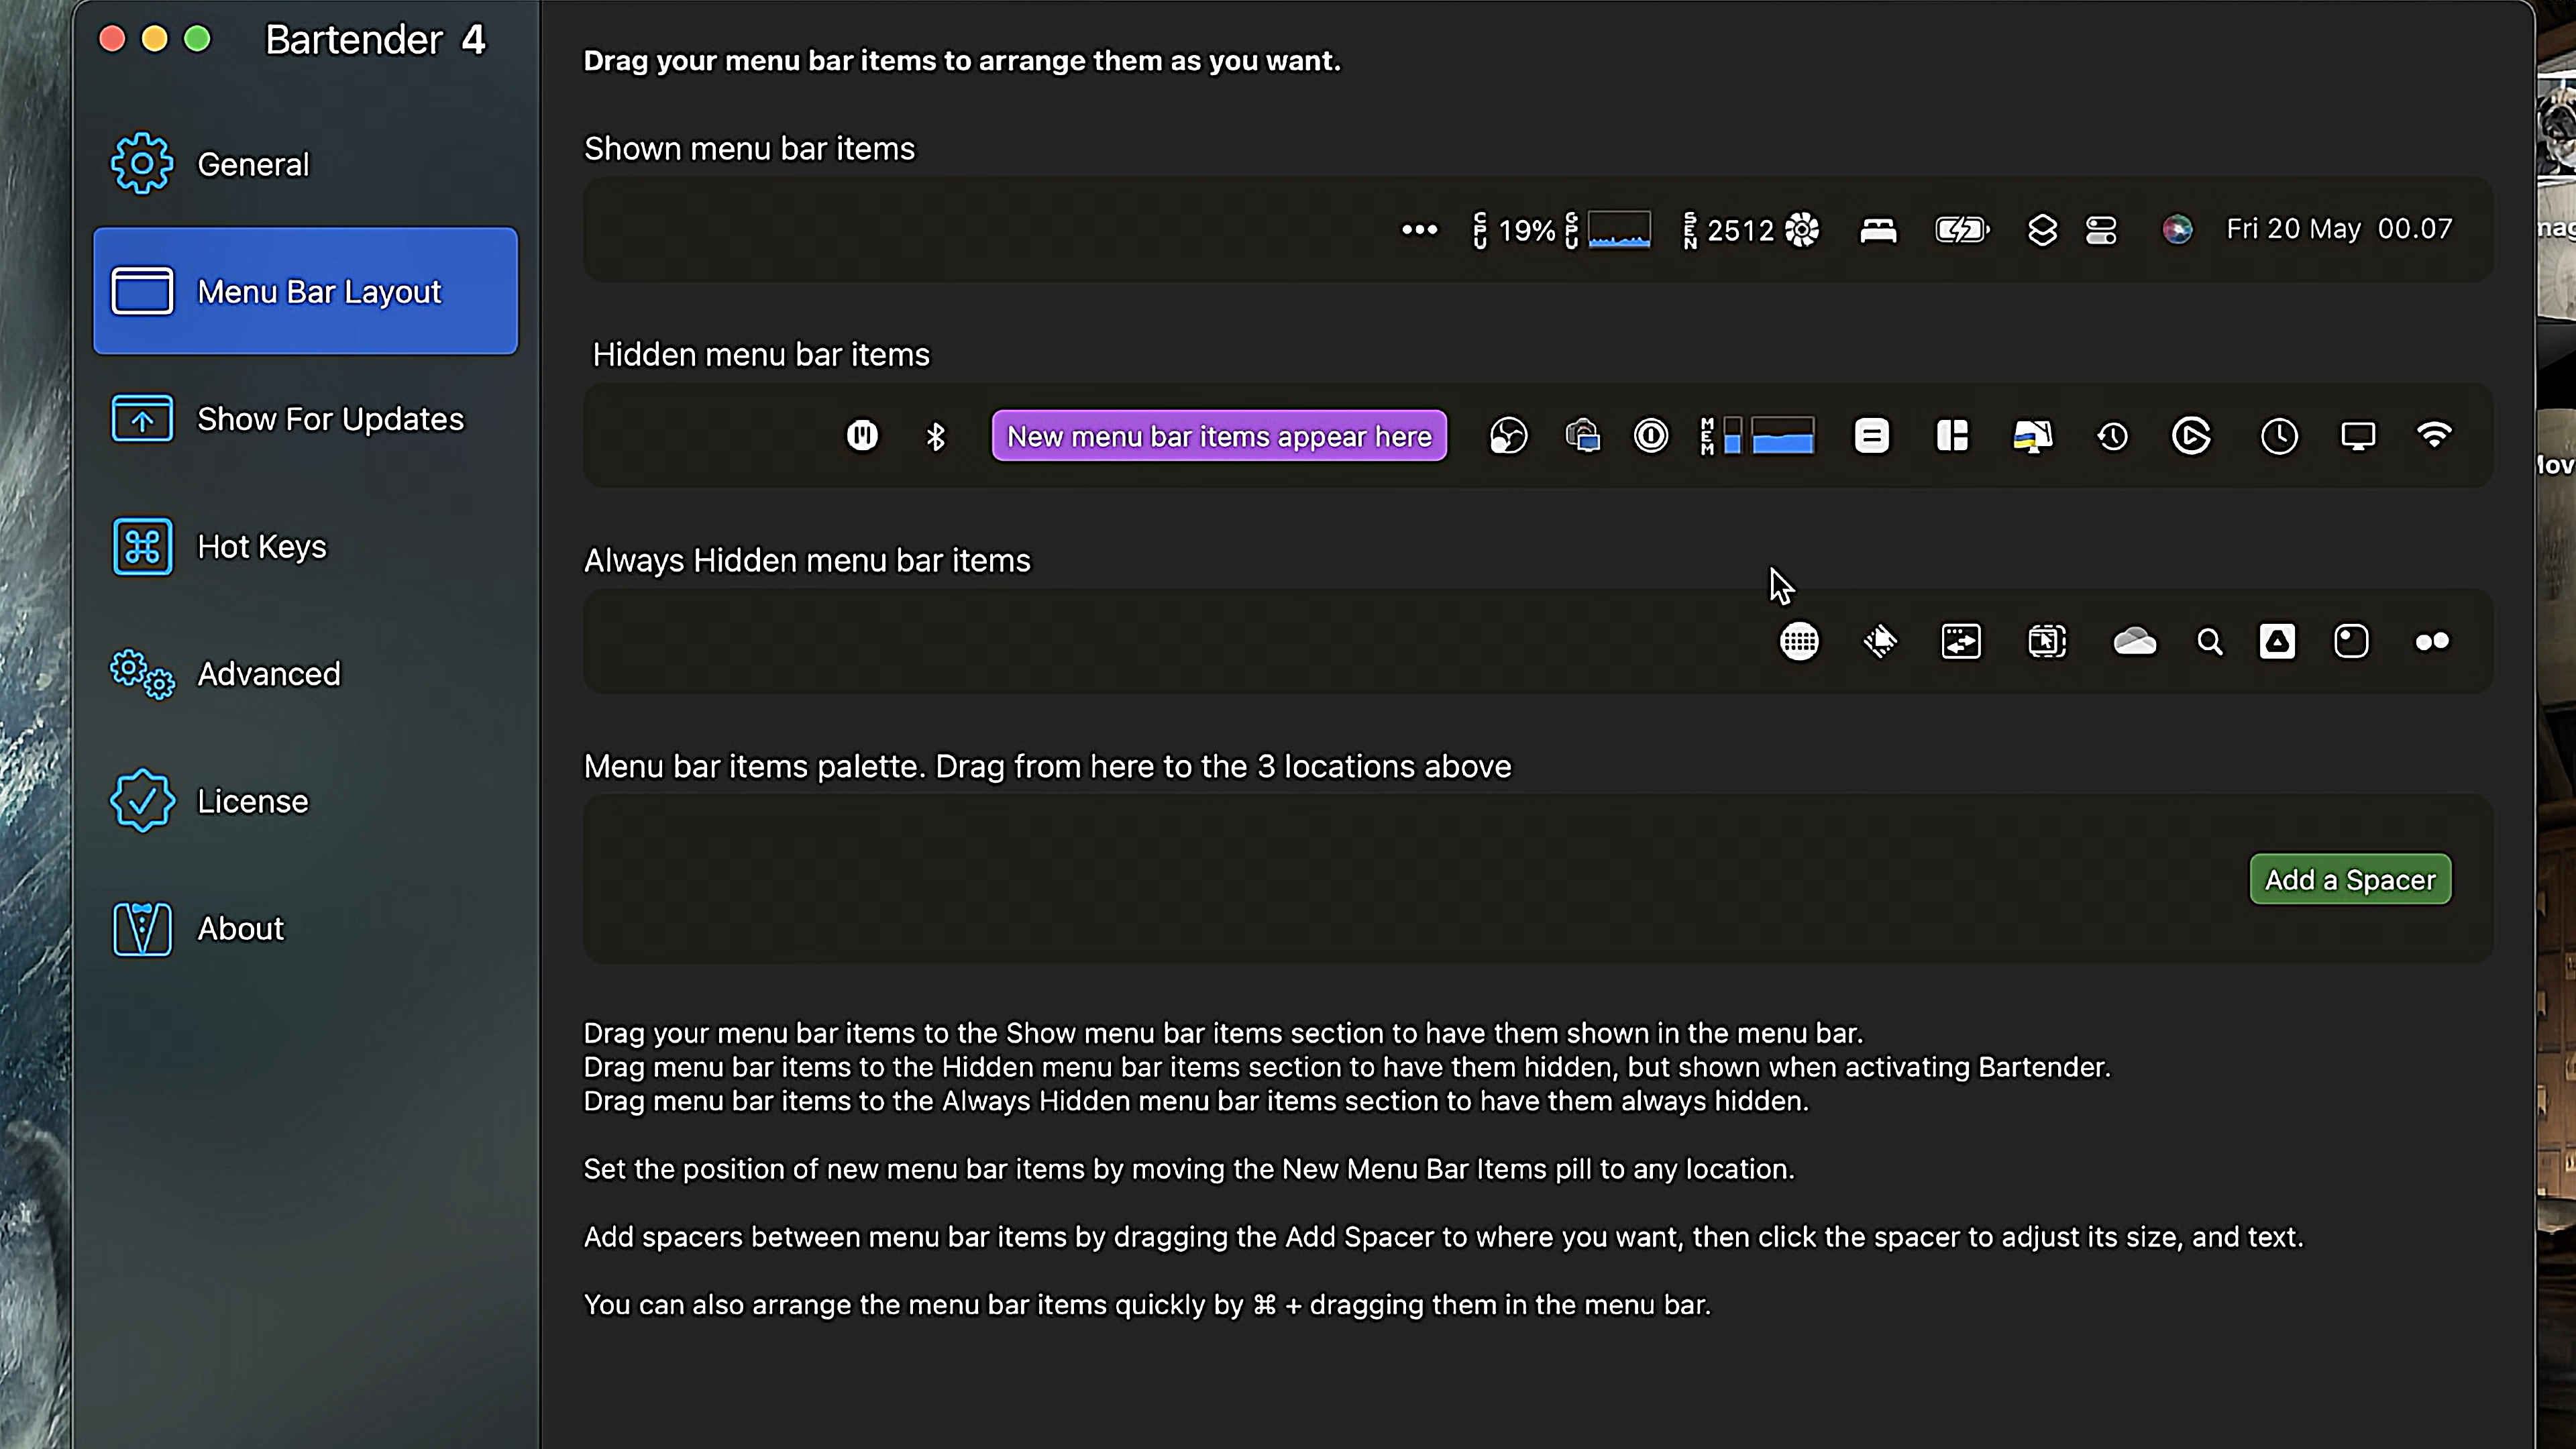 Bartender 4
General
Menu Bar Layout
Show For Updates
Hot Keys
Advanced
License
About
Drag your menu bar items to arrange them as you want.
Shown menu bar items
CPU 19% GPU SEN 2512 Fri 20 May 00.07
Hidden menu bar items
New menu bar items appear here MEM
Always Hidden menu bar items
Menu bar items palette. Drag from here to the 3 locations above
Add a Spacer
Drag your menu bar items to the Show menu bar items section to have them shown in the menu bar.
Drag menu bar items to the Hidden menu bar items section to have them hidden, but shown when activating Bartender.
Drag menu bar items to the Always Hidden menu bar items section to have them always hidden.
Set the position of new menu bar items by moving the New Menu Bar Items pill to any location.
Add spacers between menu bar items by dragging the Add Spacer to where you want, then click the spacer to adjust its size, and text.
You can also arrange the menu bar items quickly by ⌘ + dragging them in the menu bar.